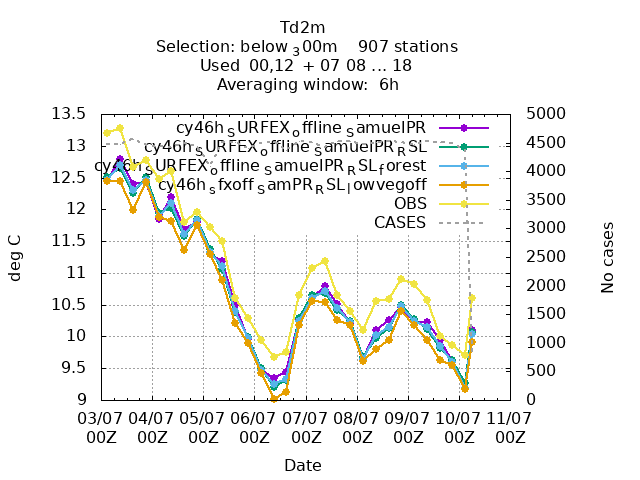 Td2m
Selection: below ₃00m    907 stations
Used  00,12  + 07 08 ... 18
Averaging window:  6h
13.5
13
12.5
12
11.5
11
10.5
10
9.5
9
deg C
5000
4500
4000
3500
3000
2500
2000
1500
1000
500
0
No cases
cy46h_SURFEX_offline_SamuelPR
cy46h_SURFEX_offline_SamuelPR_RSL
cy46h_SURFEX_offline_SamuelPR_RSL_forest
cy46h_sfxoff_SamPR_RSL_lowvegoff
OBS
CASES
03/07 04/07 05/07 06/07 07/07 08/07 09/07 10/07 11/07
00Z 00Z 00Z 00Z 00Z 00Z 00Z 00Z 00Z
Date